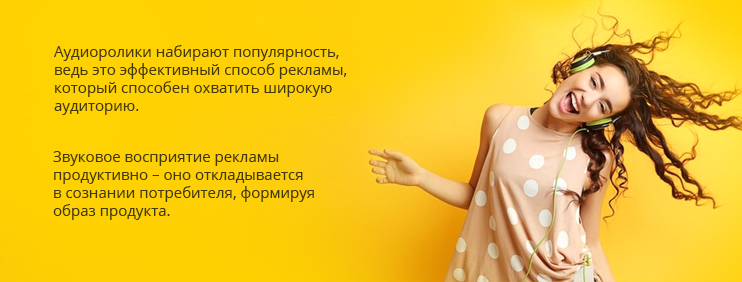 Аудиоролики набирают популярность,
ведь это эффективный способ рекламы,
который способен охватить широкую
аудиторию.
Звуковое восприятие рекламы
продуктивно – оно откладывается
в сознании потребителя, формируя
образ продукта.